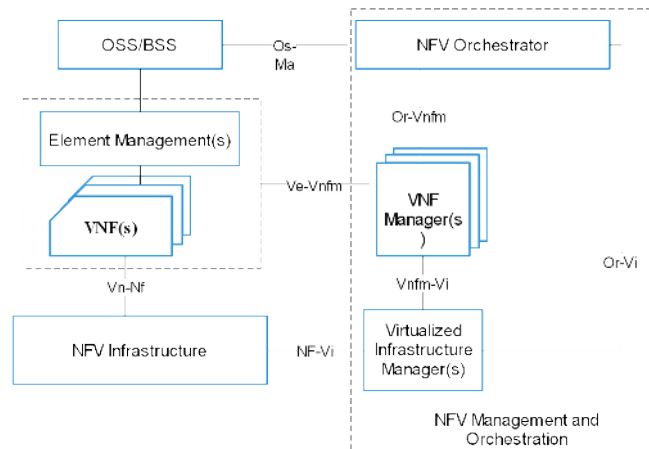 OSS/BSS
Os-
Ma
NFV Orchestrator
Element Management(s)
Or-Vnfm
Ve-Vnfm
VNF(s)
VNF
Manager(s
)
Vn-Nf
Vnfm-Vi
Or-Vi
NFV Infrastructure
NF-Vi
Virtualized
Infrastructure
Manager(s)
NFV Management and
Orchestration